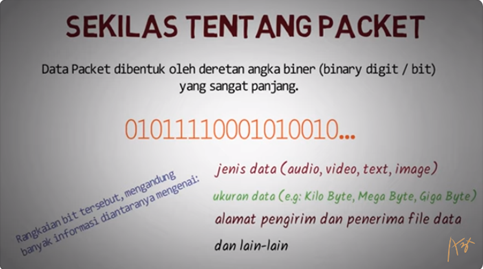 SEKILAS TENTANG PACKET
Data Packet dibentuk oleh deretan angka biner (binary digit / bit)
yang sangat panjang.
01011110001010010...
Rangkaian bit tersebut, mengandung
banyak informasi diantaranya mengenai:
jenis data (audio, video, text, image)
ukuran data (e.g: Kilo Byte, Mega Byte, Giga Byte)
alamat pengirim dan penerima file data
dan lain-lain